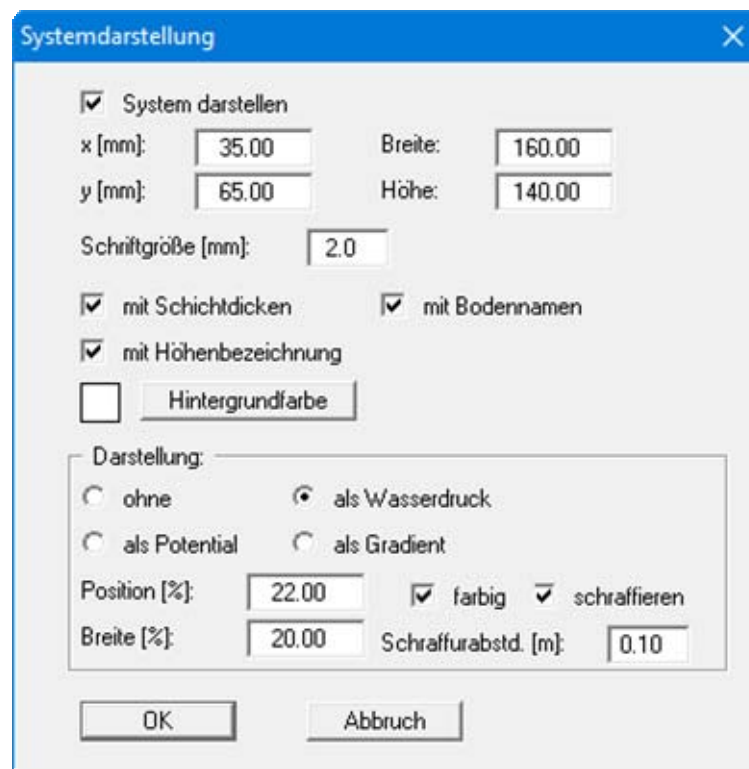 Systemdarstellung
System darstellen
x [mm]: 35.00 Breite: 160.00
y [mm]: 65.00 Höhe: 140.00
Schriftgröße [mm]: 2.0
mit Schichtdicken mit Bodennamen
mit Höhenbezeichnung
Hintergrundfarbe
Darstellung:
ohne als Wasserdruck
als Potential als Gradient
Position [%]: 22.00 farbig schraffieren
Breite [%]: 20.00 Schraffurabstd. [m]: 0.10
OK Abbruch